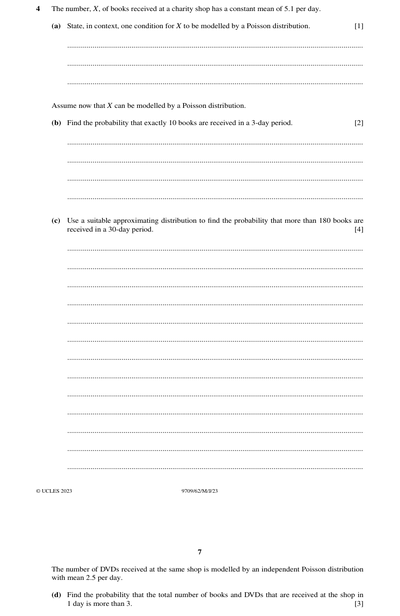 4 The number, X, of books received at a charity shop has a constant mean of 5.1 per day.
(a) State, in context, one condition for X to be modelled by a Poisson distribution. [1]
Assume now that X can be modelled by a Poisson distribution.
(b) Find the probability that exactly 10 books are received in a 3-day period. [2]
(c) Use a suitable approximating distribution to find the probability that more than 180 books are
received in a 30-day period. [4]
© UCLES 2023 9709/62/M/J/23
7
The number of DVDs received at the same shop is modelled by an independent Poisson distribution
with mean 2.5 per day.
(d) Find the probability that the total number of books and DVDs that are received at the shop in
1 day is more than 3. [3]